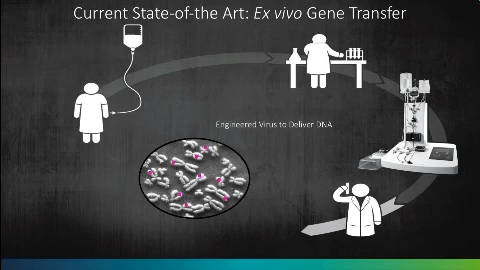 Current State-of-the Art: Ex vivo Gene Transfer
Engineered Virus to Deliver DNA